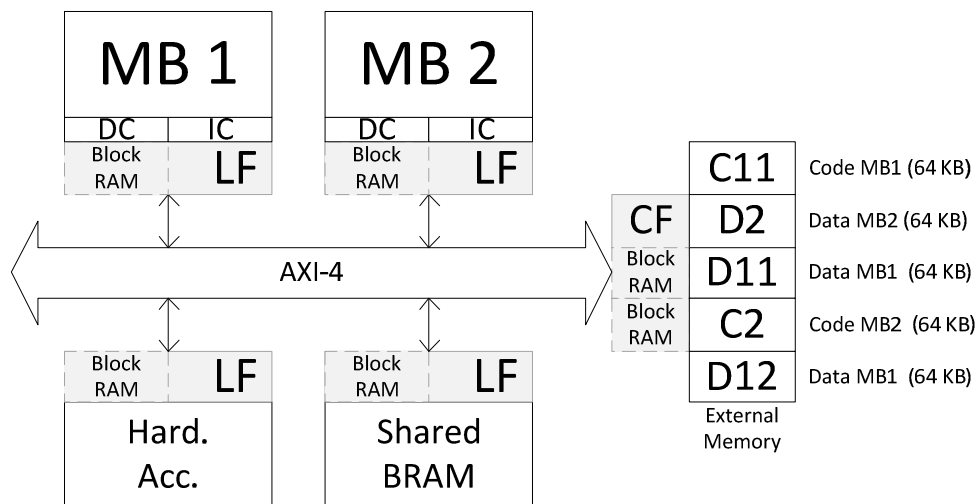 MB 1
DC
IC
Block
RAM
LF
MB 2
DC
IC
Block
RAM
LF
AXI-4
Block
RAM
LF
Hard.
Acc.
Block
RAM
LF
Shared
BRAM
C11
Code MB1 (64 KB)
CF
D2
Data MB2 (64 KB)
Block
RAM
D11
Data MB1 (64 KB)
Block
RAM
C2
Code MB2 (64 KB)
D12
Data MB1 (64 KB)
External
Memory